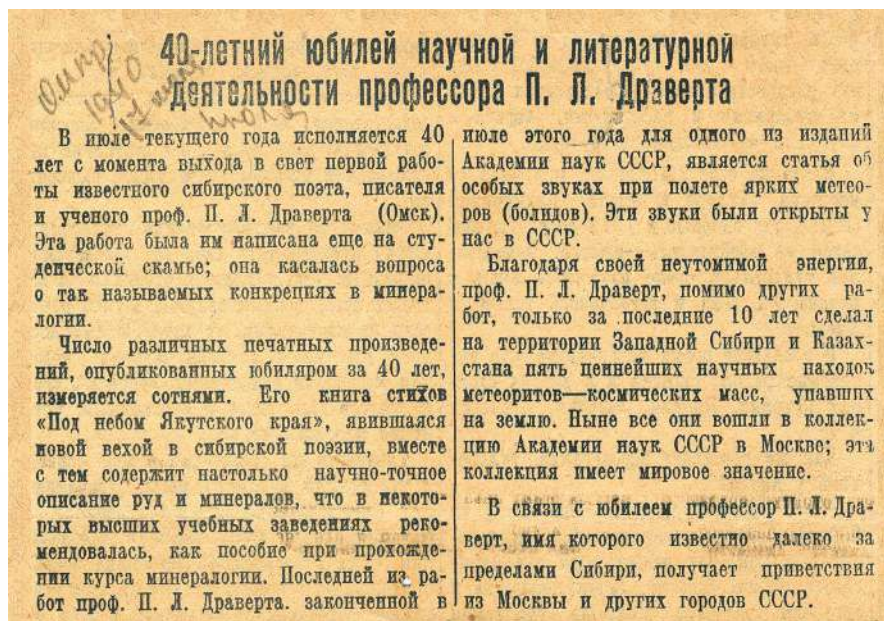 40-летний юбилей научной и литературной
деятельности профессора П. Л. Драверта
1940
июля
В июле текущего года исполняется 40
лет с момента выхода в свет первой рабо-
ты известного сибирского поэта, писателя
и ученого проф. П. Л. Драверта (Омск).
Эта работа была им написана еще на сту-
денческой скамье; она касалась вопроса
о так называемых конкрециях в минера-
логии.
Число различных печатных произведе-
ний, опубликованных юбиляром за 40 лет,
измеряется сотнями. Его книга стихов
«Под небом Якутского края», явившаяся
новой вехой в сибирской поэзии, вместе
с тем содержит настолько научно-точное
описание руд и минералов, что в некото-
рых высших учебных заведениях реко-
мендовалась, как пособие при прохожде-
нии курса минералогии. Последней из ра-
бот проф. П. Л. Драверта. законченной в
июле этого года для одного из изданий
Академии наук СССР, является статья об
особых звуках при полете ярких метео-
ров (болидов). Эти звуки были открыты у
нас в СССР.
Благодаря своей неутомимой энергии,
проф. П. Л. Драверт, помимо других ра-
бот, только за последние 10 лет сделал
на территории Западной Сибири и Казах-
стана пять ценнейших научных находок
метеоритов—космических масс, упавших
на землю. Ныне все они вошли в коллек-
цию Академии наук СССР в Москве; эта
коллекция имеет мировое значение.
В связи с юбилеем профессор П. Л. Дра-
верт, имя которого известно далеко за
пределами Сибири, получает приветствия
из Москвы и других городов СССР.